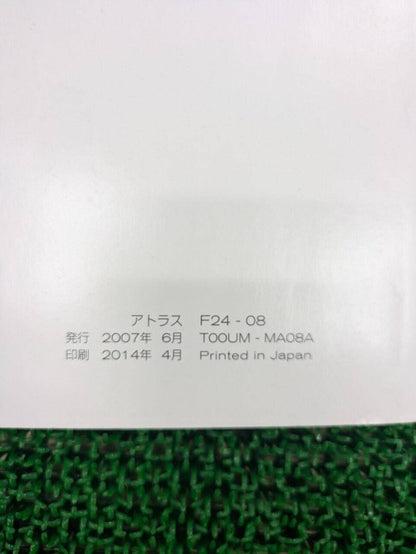 アトラス F24 - 08
発行 2007年 6月 T00UM - MA08A
印刷 2014年 4月 Printed in Japan